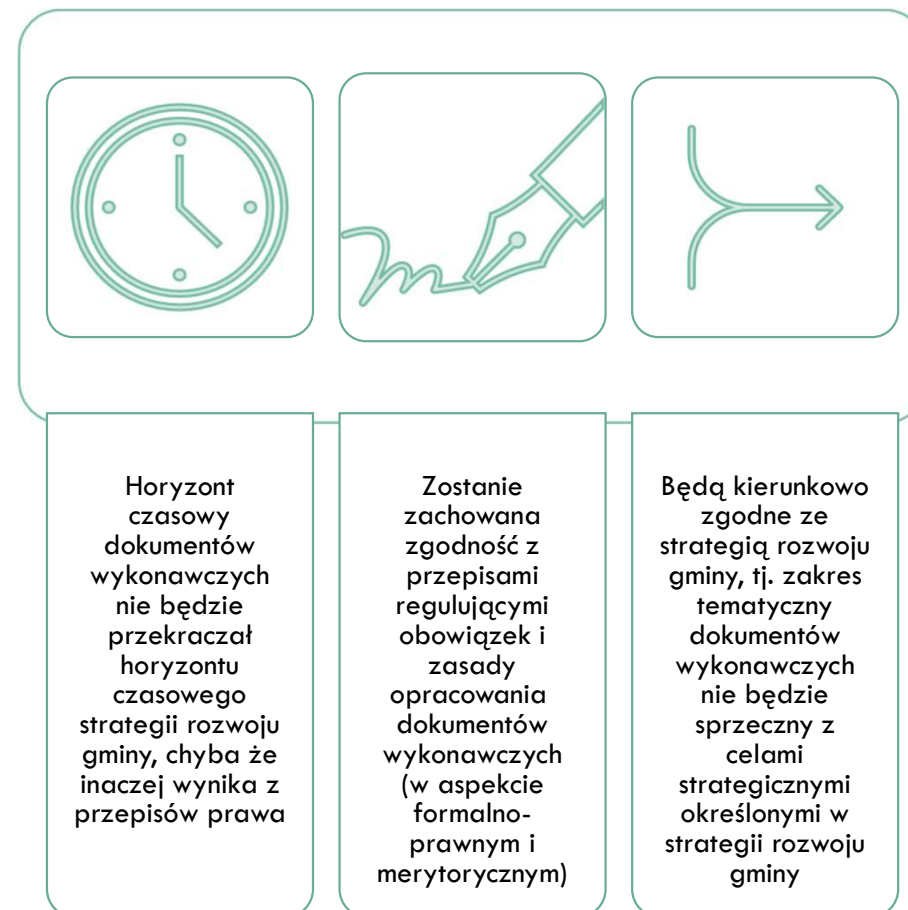 Horyzont
czasowy
dokumentów
wykonawczych
nie będzie
przekraczał
horyzontu
czasowego
strategii rozwoju
gminy, chyba że
inaczej wynika z
przepisów prawa
Zostanie
zachowana
zgodność z
przepisami
regulującymi
obowiązek i
zasady
opracowania
dokumentów
wykonawczych
(w aspekcie
formalno-
prawnym i
merytorycznym)
Będą kierunkowo
zgodne ze
strategią rozwoju
gminy, tj. zakres
tematyczny
dokumentów
wykonawczych
nie będzie
sprzeczny z
celami
strategicznymi
określonymi w
strategii rozwoju
gminy